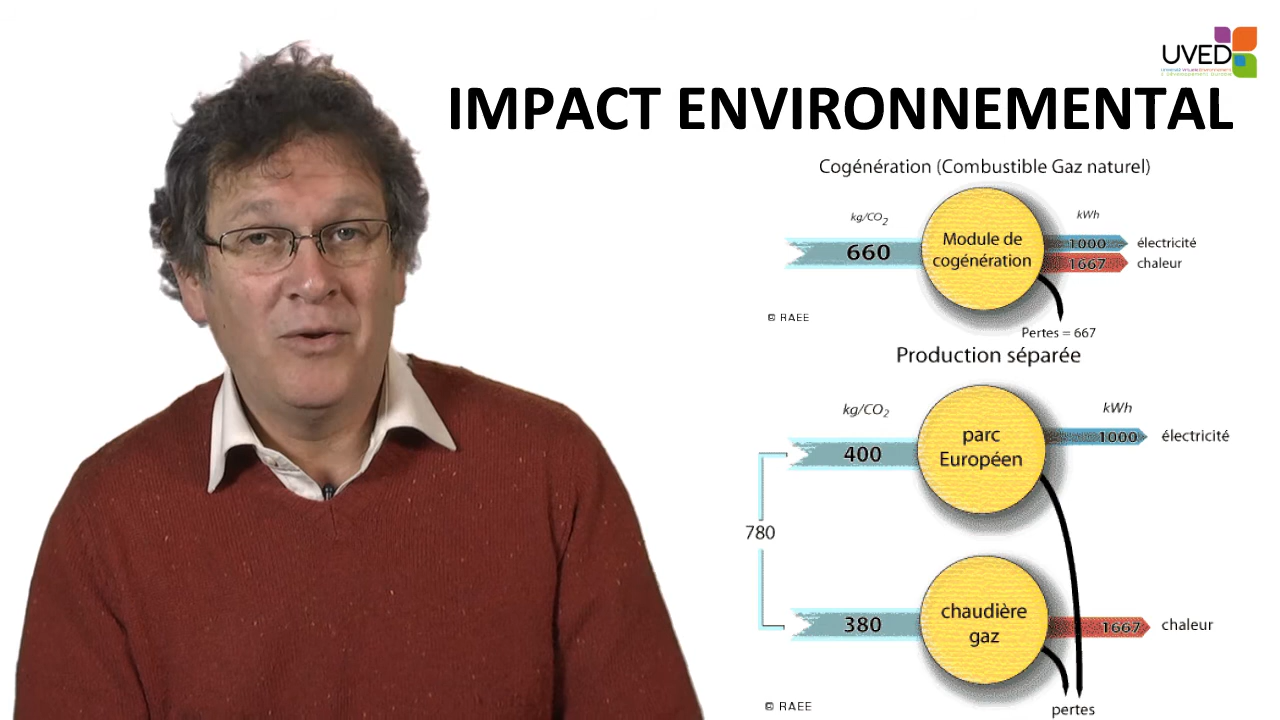 UVED
IMPACT ENVIRONNEMENTAL
Cogénération (Combustible Gaz naturel)
kg/CO2
kWh
660
Module de
cogénération
1000
électricité
1667
chaleur
© RAEE
Pertes = 667
Production séparée
kg/CO2
kWh
400
parc
Européen
1000
électricité
780
380
chaudière
gaz
1667
chaleur
© RAEE
pertes